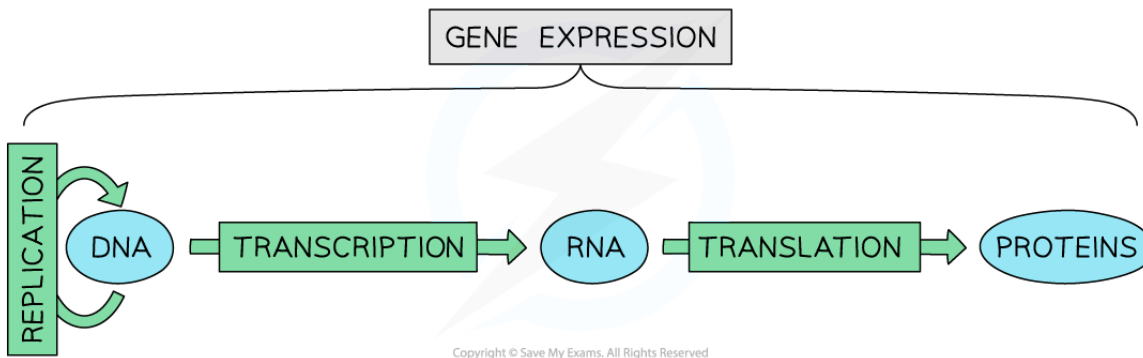 GENE EXPRESSION
REPLICATION
DNA
TRANSCRIPTION
RNA
TRANSLATION
PROTEINS
Copyright © Save My Exams. All Rights Reserved